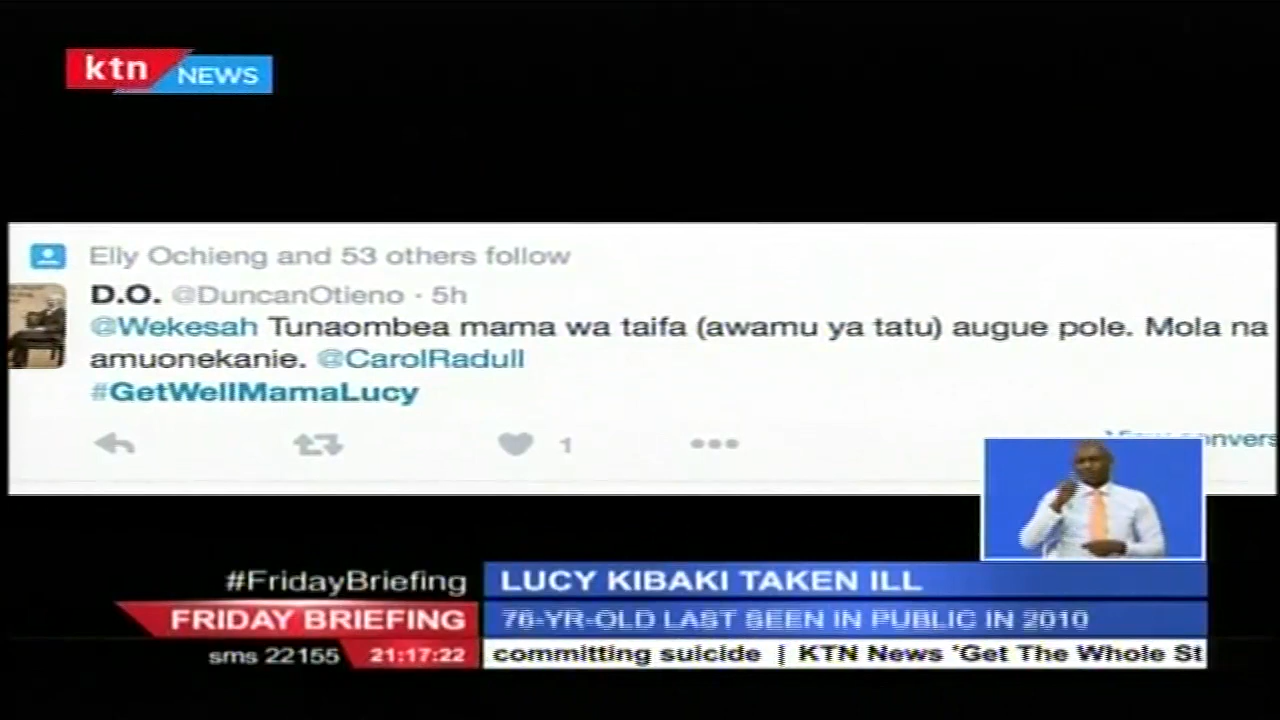 ktn NEWS
Elly Ochieng and 53 others follow
D.O. @DuncanOtieno · 5h
@Wekesah Tunaombea mama wa taifa (awamu ya tatu) augue pole. Mola na
amuonekanie. @CarolRadull
#GetWellMamaLucy
1
View convers
#FridayBriefing
LUCY KIBAKI TAKEN ILL
FRIDAY BRIEFING
76-YR-OLD LAST SEEN IN PUBLIC IN 2010
sms 22155
21:17:22
committing suicide | KTN News 'Get The Whole St